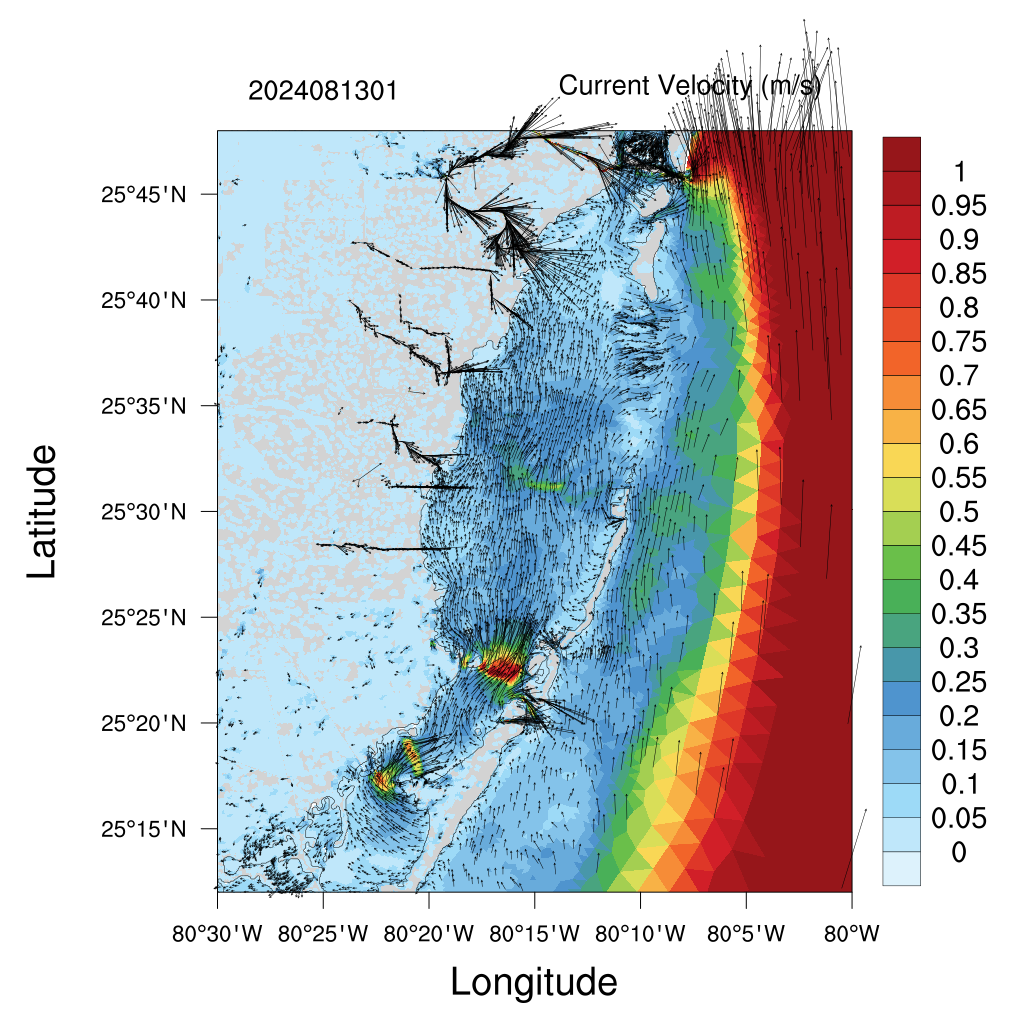 2024081301
Current Velocity (m/s)
Latitude
25°45'N
25°40'N
25°35'N
25°30'N
25°25'N
25°20'N
25°15'N
80°30'W 80°25'W 80°20'W 80°15'W 80°10'W 80°5'W 80°W
Longitude
1
0.95
0.9
0.85
0.8
0.75
0.7
0.65
0.6
0.55
0.5
0.45
0.4
0.35
0.3
0.25
0.2
0.15
0.1
0.05
0